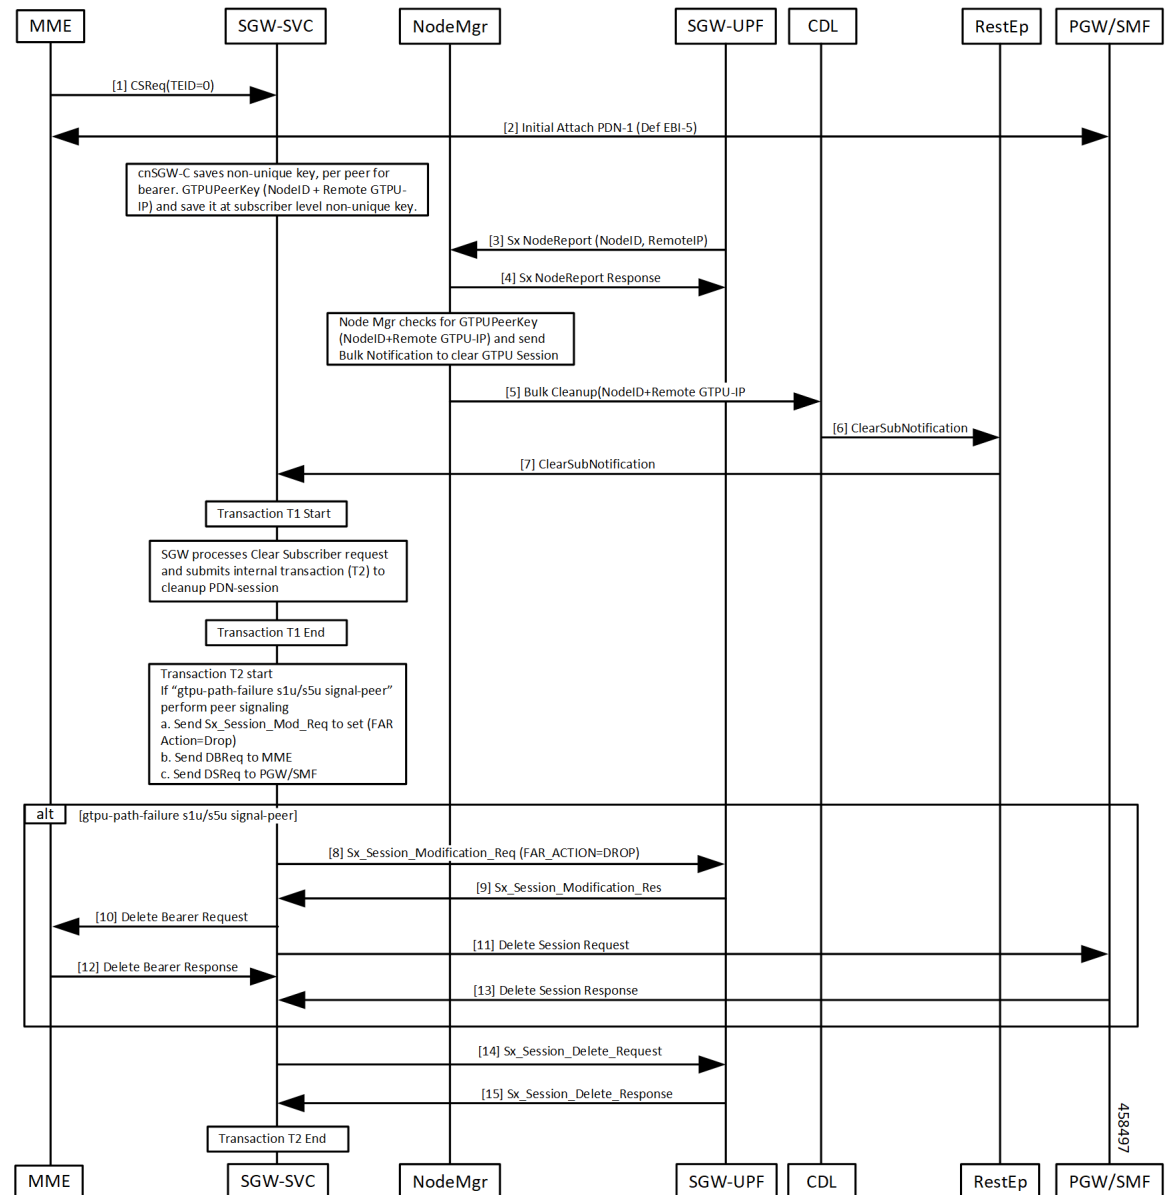 MME
SGW-SVC
NodeMgr
SGW-UPF
CDL
RestEp
PGW/SMF
[1] CSReq(TEID=0)
[2] Initial Attach PDN-1 (Def EBI-5)
cnSGW-C saves non-unique key, per peer for
bearer. GTPUPeerKey (NodeID + Remote GTPU-
IP) and save it at subscriber level non-unique key.
[3] Sx NodeReport (NodeID, RemoteIP)
[4] Sx NodeReport Response
Node Mgr checks for GTPUPeerKey
(NodeID+Remote GTPU-IP) and send
Bulk Notification to clear GTPU Session
[5] Bulk Cleanup(NodeID+Remote GTPU-IP
[6] ClearSubNotification
[7] ClearSubNotification
Transaction T1 Start
SGW processes Clear Subscriber request
and submits internal transaction (T2) to
cleanup PDN-session
Transaction T1 End
Transaction T2 start
If “gtpu-path-failure s1u/s5u signal-peer”
perform peer signaling
a. Send Sx_Session_Mod_Req to set (FAR
Action=Drop)
b. Send DBReq to MME
c. Send DSReq to PGW/SMF
alt
[gtpu-path-failure s1u/s5u signal-peer]
[8] Sx_Session_Modification_Req (FAR_ACTION=DROP)
[9] Sx_Session_Modification_Res
[10] Delete Bearer Request
[11] Delete Session Request
[12] Delete Bearer Response
[13] Delete Session Response
[14] Sx_Session_Delete_Request
[15] Sx_Session_Delete_Response
Transaction T2 End
458497
MME
SGW-SVC
NodeMgr
SGW-UPF
CDL
RestEp
PGW/SMF